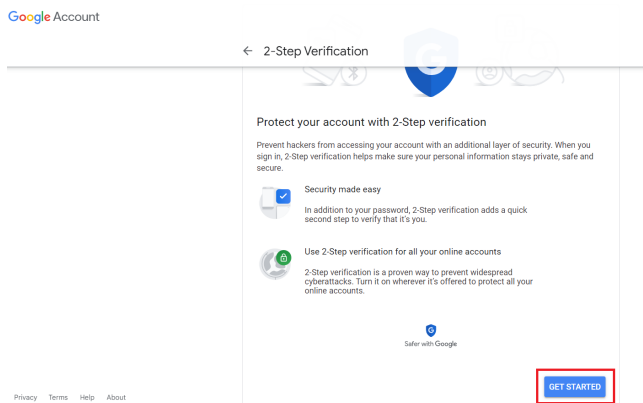 Google Account
2-Step Verification
Protect your account with 2-Step verification
Prevent hackers from accessing your account with an additional layer of security. When you
sign in, 2-Step verification helps make sure your personal information stays private, safe and
secure.
Security made easy
In addition to your password, 2-Step verification adds a quick
second step to verify that it's you.
Use 2-Step verification for all your online accounts
2-Step verification is a proven way to prevent widespread
cyberattacks. Turn it on wherever it's offered to protect all your
online accounts.
G
Safer with Google
GET STARTED
Privacy Terms Help About